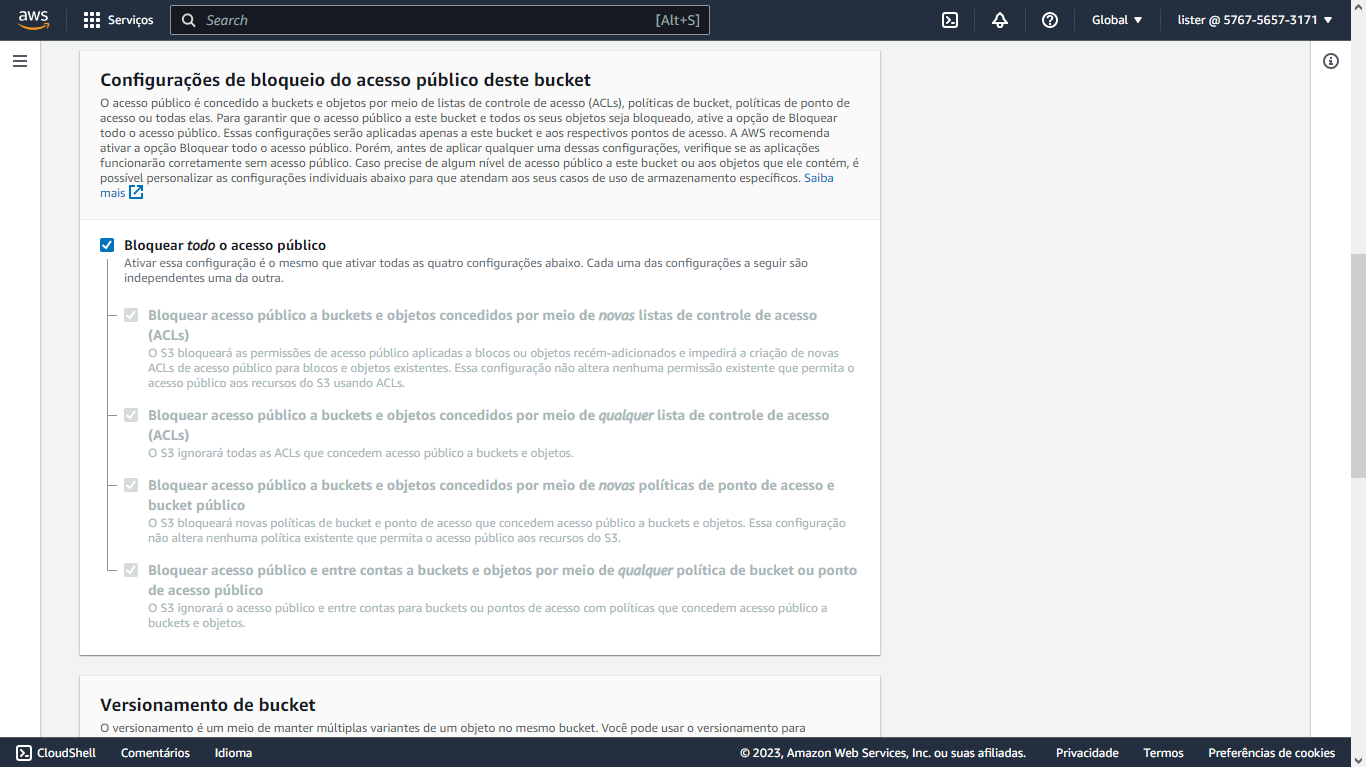 aws
Serviços
Search
[Alt+S]
Global
lister @ 5767-5657-3171
Configurações de bloqueio do acesso público deste bucket
O acesso público é concedido a buckets e objetos por meio de listas de controle de acesso (ACLs), políticas de bucket, políticas de ponto de
acesso ou todas elas. Para garantir que o acesso público a este bucket e todos os seus objetos seja bloqueado, ative a opção de Bloquear
todo o acesso público. Essas configurações serão aplicadas apenas a este bucket e aos respectivos pontos de acesso. A AWS recomenda
ativar a opção Bloquear todo o acesso público. Porém, antes de aplicar qualquer uma dessas configurações, verifique se as aplicações
funcionarão corretamente sem acesso público. Caso precise de algum nível de acesso público a este bucket ou aos objetos que ele contém, é
possível personalizar as configurações individuais abaixo para que atendam aos seus casos de uso de armazenamento específicos. Saiba
mais
Bloquear todo o acesso público
Ativar essa configuração é o mesmo que ativar todas as quatro configurações abaixo. Cada uma das configurações a seguir são
independentes uma da outra.
Bloquear acesso público a buckets e objetos concedidos por meio de novas listas de controle de acesso
(ACLs)
O S3 bloqueará as permissões de acesso público aplicadas a blocos ou objetos recém-adicionados e impedirá a criação de novas
ACLs de acesso público para blocos e objetos existentes. Essa configuração não altera nenhuma permissão existente que permita o
acesso público aos recursos do S3 usando ACLs.
Bloquear acesso público a buckets e objetos concedidos por meio de qualquer lista de controle de acesso
(ACLs)
O S3 ignorará todas as ACLs que concedem acesso público a buckets e objetos.
Bloquear acesso público a buckets e objetos concedidos por meio de novas políticas de ponto de acesso e
bucket público
O S3 bloqueará novas políticas de bucket e ponto de acesso que concedem acesso público a buckets e objetos. Essa configuração
não altera nenhuma política existente que permita o acesso público aos recursos do S3.
Bloquear acesso público e entre contas a buckets e objetos por meio de qualquer política de bucket ou ponto
de acesso público
O S3 ignorará o acesso público e entre contas para buckets ou pontos de acesso com políticas que concedem acesso público a
buckets e objetos.
Versionamento de bucket
O versionamento é um meio de manter múltiplas variantes de um objeto no mesmo bucket. Você pode usar o versionamento para
CloudShell
Comentários
Idioma
© 2023, Amazon Web Services, Inc. ou suas afiliadas.
Privacidade
Termos
Preferências de cookies